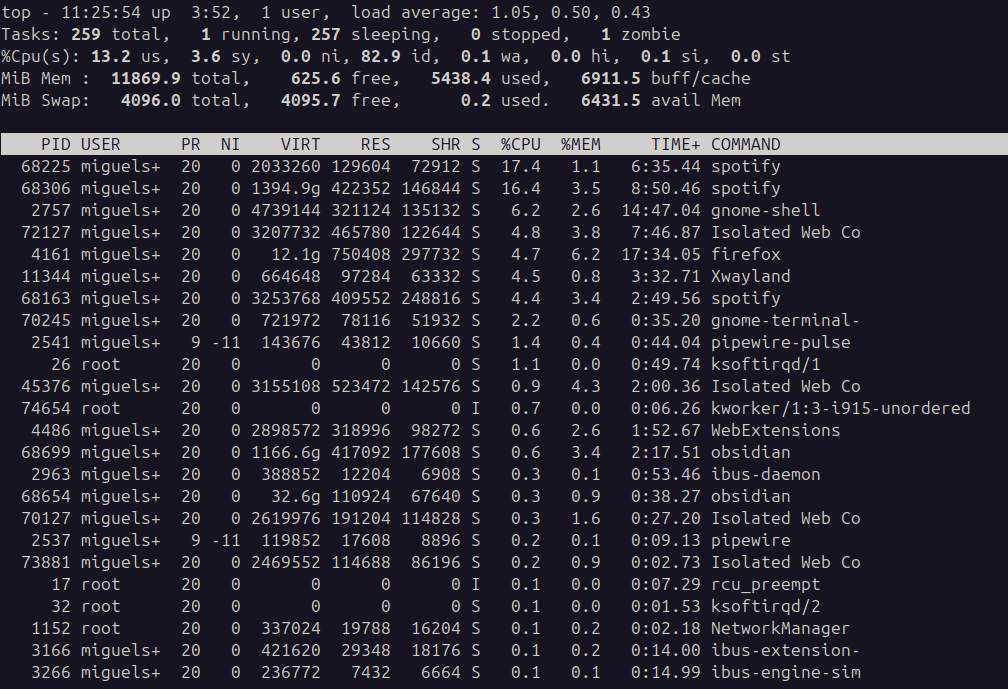 top - 11:25:54 up  3:52,  1 user,  load average: 1.05, 0.50, 0.43
Tasks: 259 total,   1 running, 257 sleeping,   0 stopped,   1 zombie
%Cpu(s): 13.2 us,  3.6 sy,  0.0 ni, 82.9 id,  0.1 wa,  0.0 hi,  0.1 si,  0.0 st
MiB Mem :  11869.9 total,    625.6 free,   5438.4 used,   6911.5 buff/cache
MiB Swap:   4096.0 total,   4095.7 free,      0.2 used.   6431.5 avail Mem
    PID USER      PR  NI    VIRT    RES    SHR S  %CPU  %MEM     TIME+ COMMAND
  68225 miguels+  20   0 2033260 129604  72912 S  17.4   1.1   6:35.44 spotify
  68306 miguels+  20   0 1394.9g 422352 146844 S  16.4   3.5   8:50.46 spotify
   2757 miguels+  20   0 4739144 321124 135132 S   6.2   2.6  14:47.04 gnome-shell
  72127 miguels+  20   0 3207732 465780 122644 S   4.8   3.8   7:46.87 Isolated Web Co
   4161 miguels+  20   0   12.1g 750408 297732 S   4.7   6.2  17:34.05 firefox
  11344 miguels+  20   0  664648  97284  63332 S   4.5   0.8   3:32.71 Xwayland
  68163 miguels+  20   0 3253768 409552 248816 S   4.4   3.4   2:49.56 spotify
  70245 miguels+  20   0  721972  78116  51932 S   2.2   0.6   0:35.20 gnome-terminal-
   2541 miguels+   9 -11  143676  43812  10660 S   1.4   0.4   0:44.04 pipewire-pulse
     26 root      20   0       0      0      0 S   1.1   0.0   0:49.74 ksoftirqd/1
  45376 miguels+  20   0 3155108 523472 142576 S   0.9   4.3   2:00.36 Isolated Web Co
  74654 root      20   0       0      0      0 I   0.7   0.0   0:06.26 kworker/1:3-i915-unordered
   4486 miguels+  20   0 2898572 318996  98272 S   0.6   2.6   1:52.67 WebExtensions
  68699 miguels+  20   0 1166.6g 417092 177608 S   0.6   3.4   2:17.51 obsidian
   2963 miguels+  20   0  388852  12204   6908 S   0.3   0.1   0:53.46 ibus-daemon
  68654 miguels+  20   0   32.6g 110924  67640 S   0.3   0.9   0:38.27 obsidian
  70127 miguels+  20   0 2619976 191204 114828 S   0.3   1.6   0:27.20 Isolated Web Co
   2537 miguels+   9 -11  119852  17608   8896 S   0.2   0.1   0:09.13 pipewire
  73881 miguels+  20   0 2469552 114688  86196 S   0.2   0.9   0:02.73 Isolated Web Co
     17 root      20   0       0      0      0 I   0.1   0.0   0:07.29 rcu_preempt
     32 root      20   0       0      0      0 S   0.1   0.0   0:01.53 ksoftirqd/2
   1152 root      20   0  337024  19788  16204 S   0.1   0.2   0:02.18 NetworkManager
   3166 miguels+  20   0  421620  29348  18176 S   0.1   0.2   0:14.00 ibus-extension-
   3266 miguels+  20   0  236772   7432   6664 S   0.1   0.1   0:14.99 ibus-engine-sim